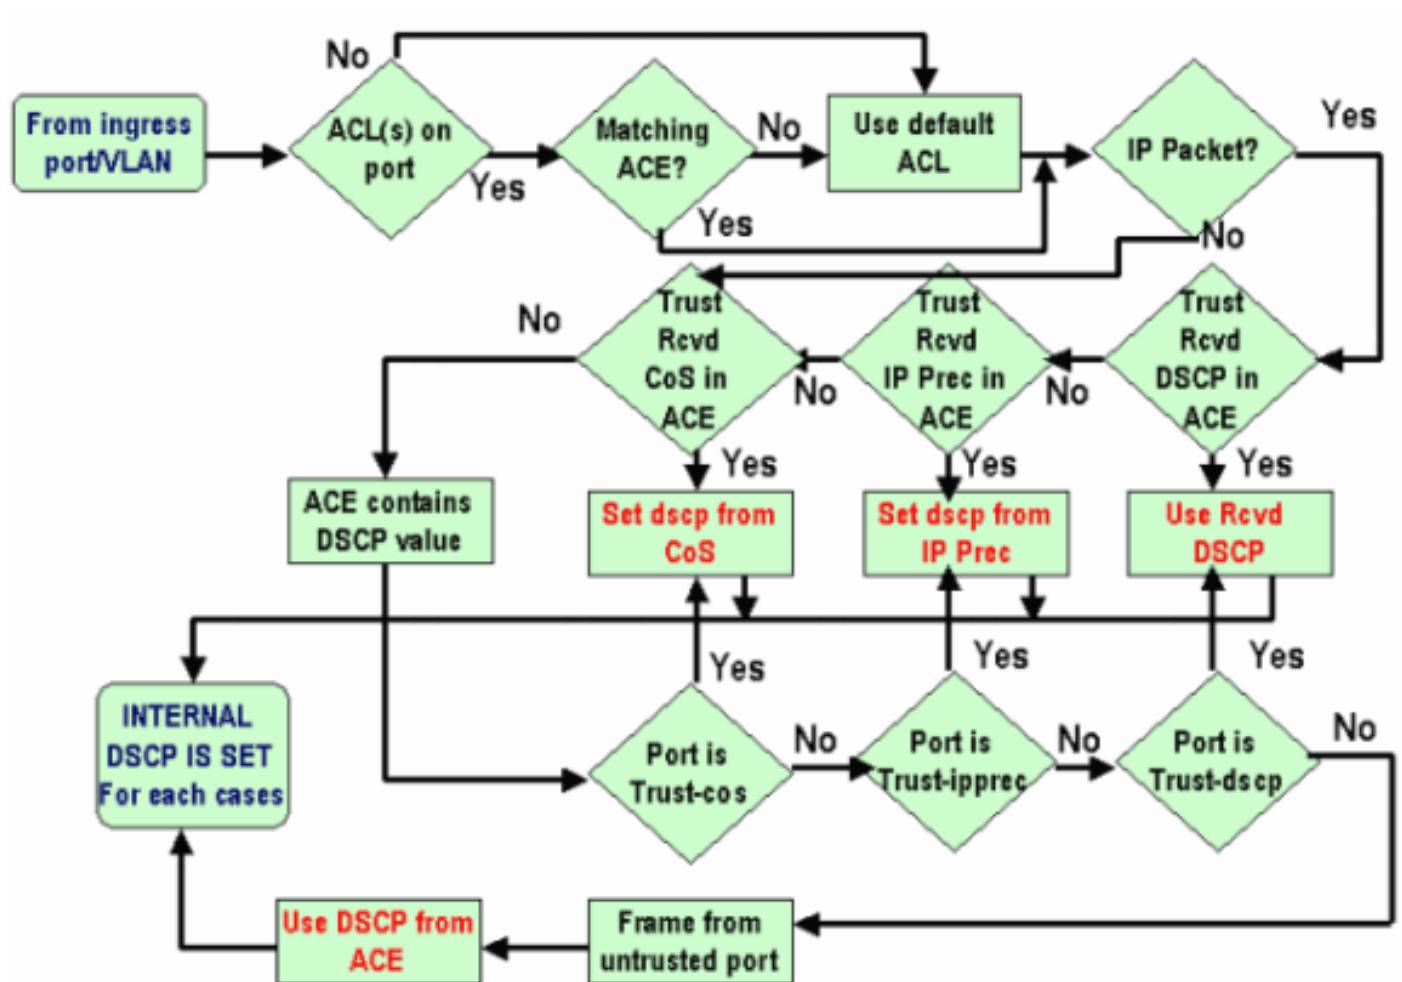 No
From ingress
port/VLAN
ACL(s) on
port
Yes
Matching
ACE?
No
Yes
Use default
ACL
IP Packet?
Yes
No
No
Trust
Rcvd
CoS in
ACE
No
Trust
Rcvd
IP Prec in
ACE
No
Trust
Rcvd
DSCP in
ACE
Yes
Yes
Yes
ACE contains
DSCP value
Set dscp from
CoS
Set dscp from
IP Prec
Use Rcvd
DSCP
Yes
Yes
Yes
INTERNAL
DSCP IS SET
For each cases
Port is
Trust-cos
No
Port is
Trust-ipprec
No
Port is
Trust-dscp
No
Use DSCP from
ACE
Frame from
untrusted port